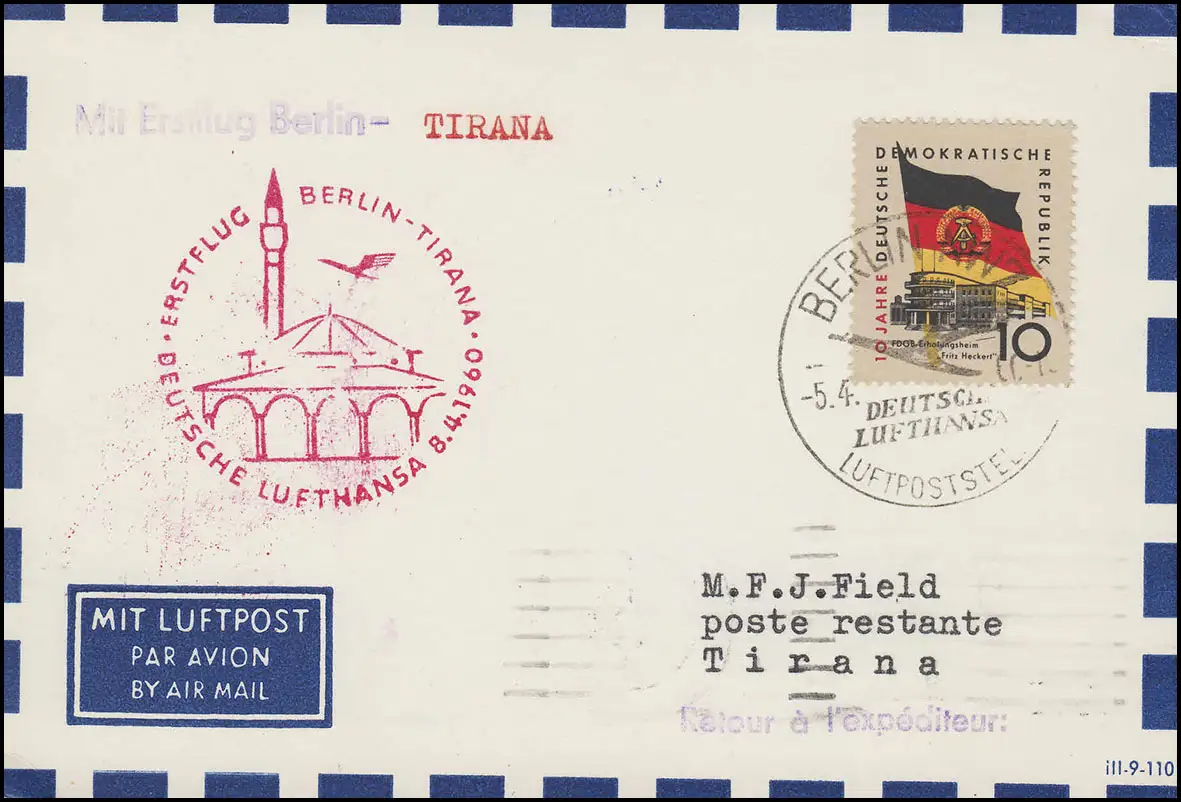 Mit Erstflug Berlin- TIRANA
ERSTFLUG BERLIN-TIRANA · DEUTSCHE LUFTHANSA 8.4.1960 ·
10 JAHRE DEUTSCHE DEMOKRATISCHE REPUBLIK
FDGB-Erholungsheim
"Fritz Heckert"
10
BERLIN
-5.4.
DEUTSCHE
LUFTHANSA
LUFTPOSTSTEL
MIT LUFTPOST
PAR AVION
BY AIR MAIL
M.F.J.Field
poste restante
Tirana
Retour à l'expéditeur:
III-9-110